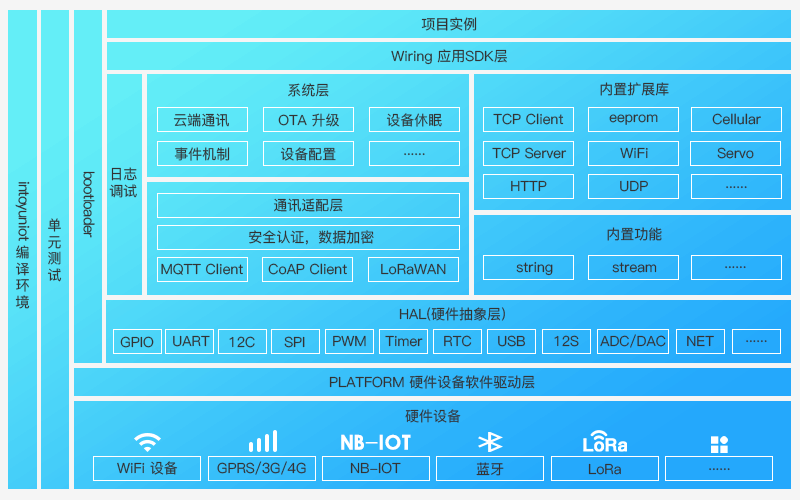 项目实例
Wiring 应用SDK层
系统层
云端通讯
OTA 升级
设备休眠
事件机制
设备配置
......
内置扩展库
TCP Client
eeprom
Cellular
TCP Server
WiFi
Servo
HTTP
UDP
......
日志
调试
通讯适配层
安全认证，数据加密
MQTT Client
CoAP Client
LoRaWAN
内置功能
string
stream
......
HAL(硬件抽象层)
GPIO
UART
12C
SPI
PWM
Timer
RTC
USB
12S
ADC/DAC
NET
......
bootloader
intoyuniot 编译环境
单元测试
PLATFORM 硬件设备软件驱动层
硬件设备
NB-IOT
LoRa
WiFi 设备
GPRS/3G/4G
NB-IOT
蓝牙
LoRa
......